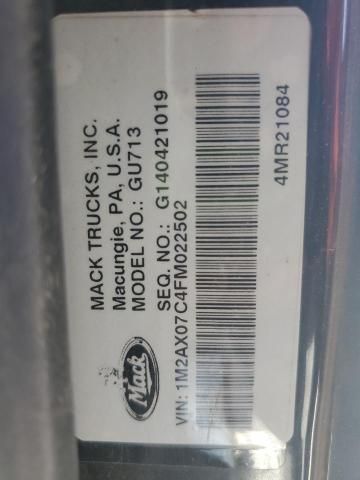 MACK TRUCKS, INC.
Macungie, PA, U.S.A.
MODEL NO.: GU713
SEQ. NO.: G140421019
Mack
VIN: 1M2AX07C4FM022502
4MR21084